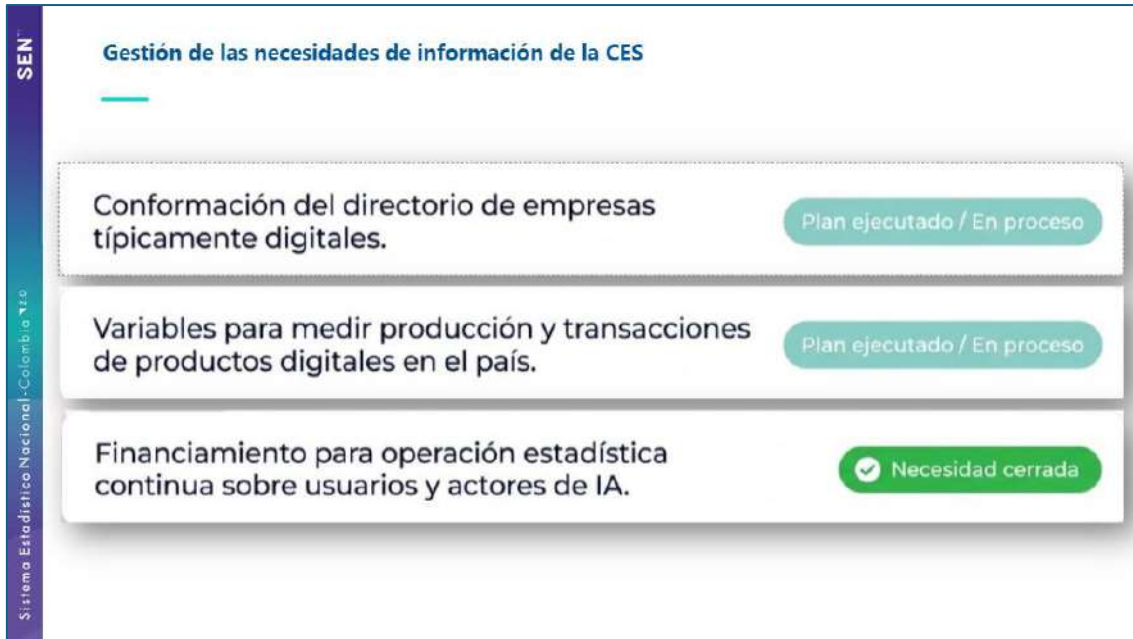 SEN
Gestión de las necesidades de información de la CES
Conformación del directorio de empresas
típicamente digitales.
Plan ejecutado / En proceso
Variables para medir producción y transacciones
de productos digitales en el país.
Plan ejecutado / En proceso
Financiamiento para operación estadística
continua sobre usuarios y actores de IA.
Necesidad cerrada
Sistema Estadístico Nacional-Colombia